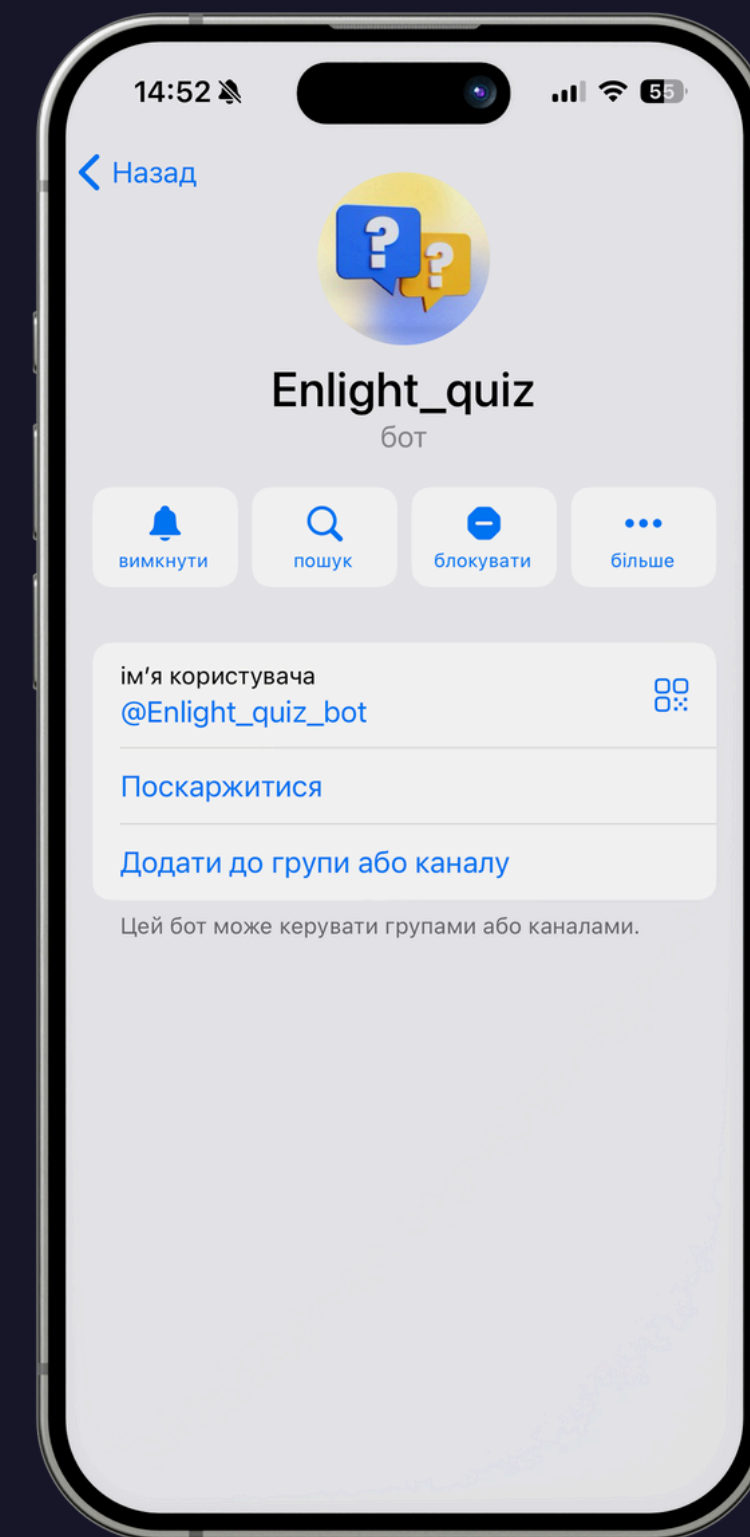 14:52
55
Назад
? ?
Enlight_quiz
бот
вимкнути пошук блокувати більше
ім’я користувача
@Enlight_quiz_bot
Поскаржитися
Додати до групи або каналу
Цей бот може керувати групами або каналами.